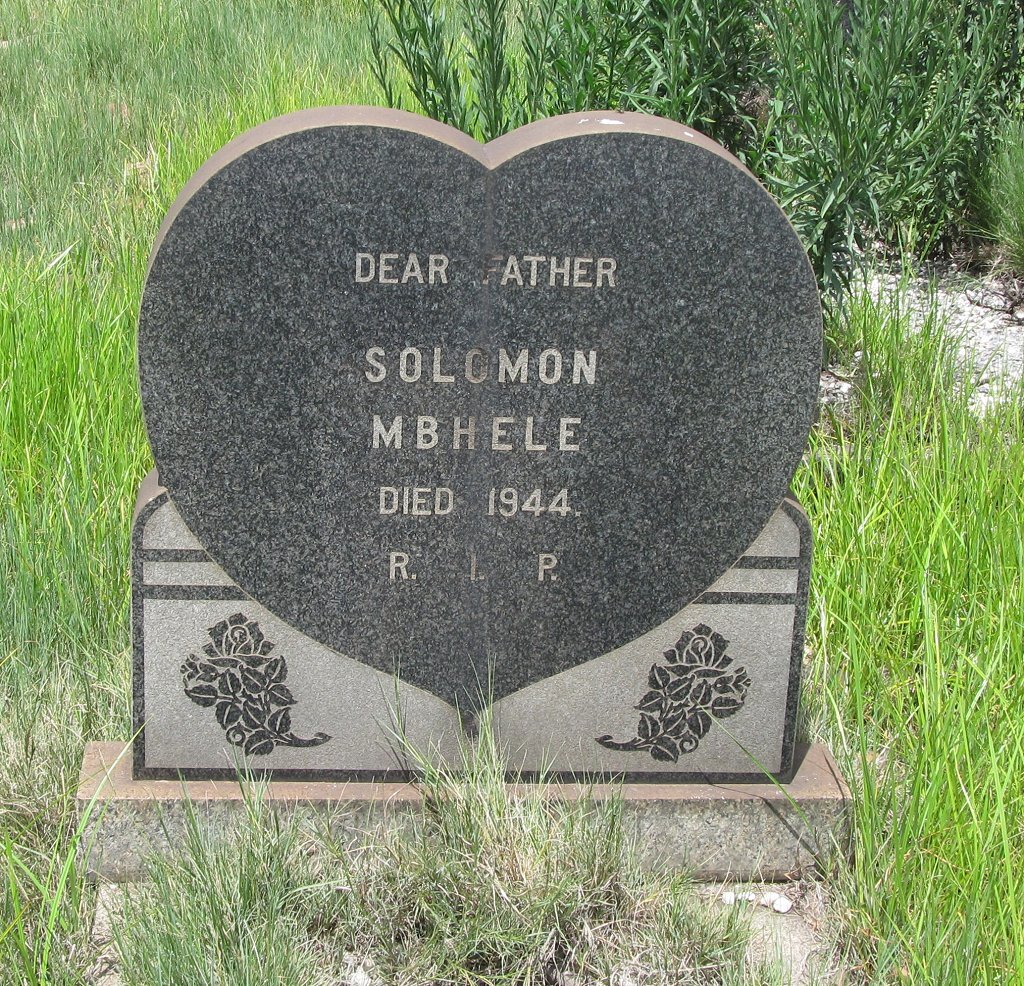 DEAR FATHER
SOLOMON
MBHELE
DIED 1944.
R. I. P.